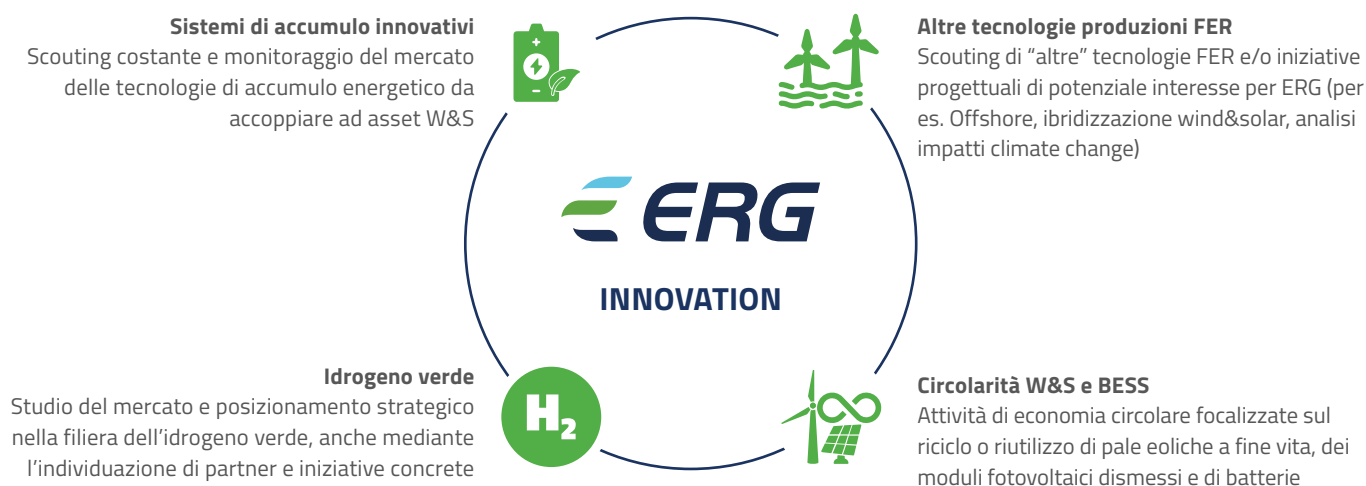 Sistemi di accumulo innovativi
Scouting costante e monitoraggio del mercato
delle tecnologie di accumulo energetico da
accoppiare ad asset W&S
Altre tecnologie produzioni FER
Scouting di “altre” tecnologie FER e/o iniziative
progettuali di potenziale interesse per ERG (per
es. Offshore, ibridizzazione wind&solar, analisi
impatti climate change)
ERG
INNOVATION
Idrogeno verde
Studio del mercato e posizionamento strategico
nella filiera dell’idrogeno verde, anche mediante
l’individuazione di partner e iniziative concrete
H₂
Circolarità W&S e BESS
Attività di economia circolare focalizzate sul
riciclo o riutilizzo di pale eoliche a fine vita, dei
moduli fotovoltaici dismessi e di batterie